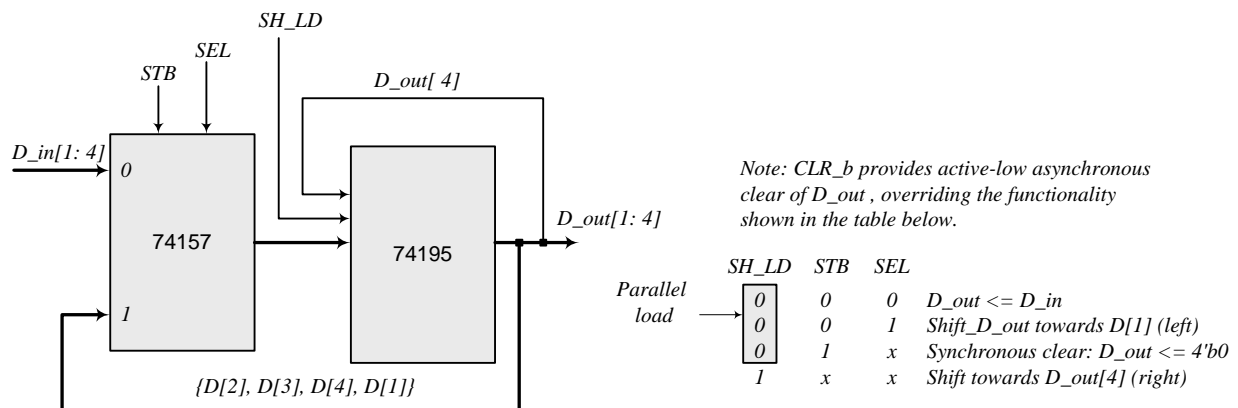 SH_LD
SEL
STB
D_out[ 4]
D_in[1: 4]
0
74157
1
74195
D_out[1: 4]
{D[2], D[3], D[4], D[1]}
Note: CLR_b provides active-low asynchronous
clear of D_out , overriding the functionality
shown in the table below.
SH_LD STB SEL
Parallel
load
0 0 0 D_out <= D_in
0 0 1 Shift_D_out towards D[1] (left)
0 1 x Synchronous clear: D_out <= 4'b0
1 x x Shift towards D_out[4] (right)